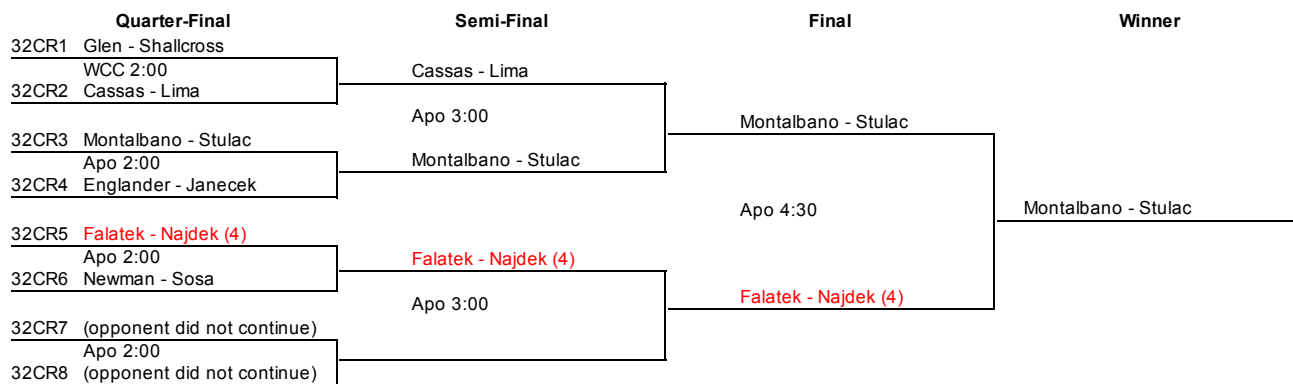 Quarter-Final Semi-Final Final Winner
32CR1 Glen - Shallcross
WCC 2:00 Cassas - Lima
32CR2 Cassas - Lima
Apo 3:00 Montalbano - Stulac
32CR3 Montalbano - Stulac
Apo 2:00 Montalbano - Stulac
32CR4 Englander - Janecek
Apo 4:30 Montalbano - Stulac
32CR5 Falatek - Najdek (4)
Apo 2:00 Falatek - Najdek (4)
32CR6 Newman - Sosa
Apo 3:00 Falatek - Najdek (4)
32CR7 (opponent did not continue)
Apo 2:00
32CR8 (opponent did not continue)